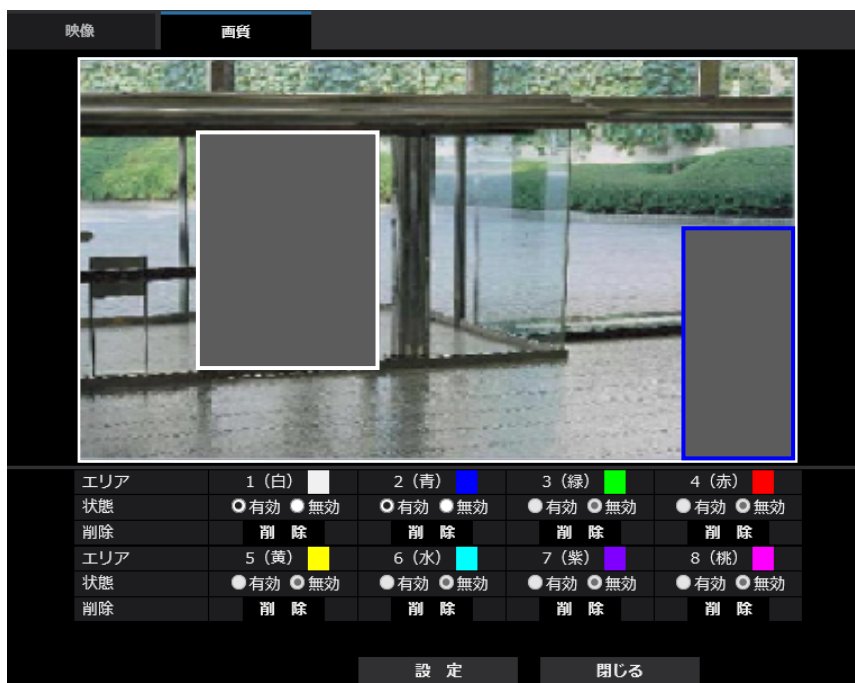 映像 画質
エリア 1（白） 2（青） 3（緑） 4（赤）
状態 有効 無効 有効 無効 有効 無効 有効 無効
削除 削 除 削 除 削 除 削 除
エリア 5（黄） 6（水） 7（紫） 8（桃）
状態 有効 無効 有効 無効 有効 無効 有効 無効
削除 削 除 削 除 削 除 削 除
設 定 閉じる